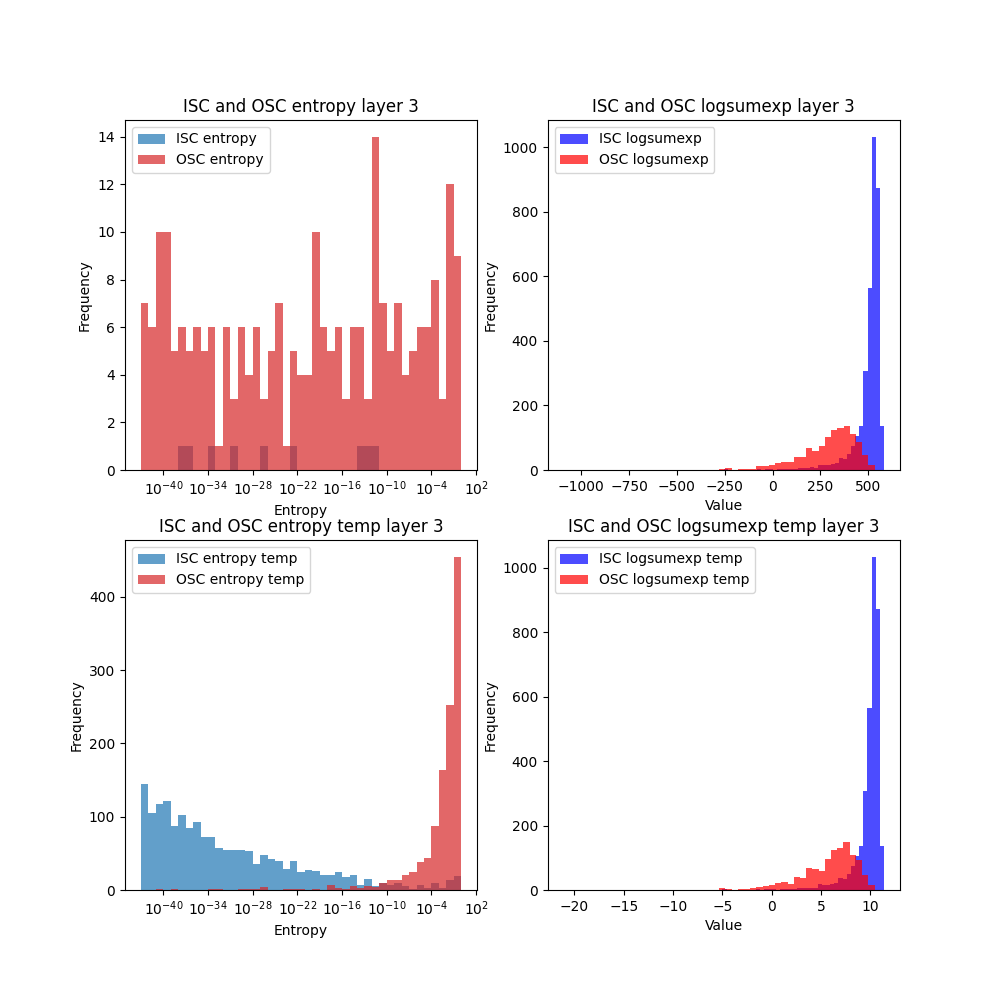 ISC and OSC entropy layer 3
ISC entropy
OSC entropy
14
12
10
8
6
4
2
0
Frequency
10⁻⁴⁰ 10⁻³⁴ 10⁻²⁸ 10⁻²² 10⁻¹⁶ 10⁻¹⁰ 10⁻⁴ 10²
Entropy
ISC and OSC logsumexp layer 3
ISC logsumexp
OSC logsumexp
1000
800
600
400
200
0
Frequency
−1000 −750 −500 −250 0 250 500
Value
ISC and OSC entropy temp layer 3
ISC entropy temp
OSC entropy temp
400
300
200
100
0
Frequency
10⁻⁴⁰ 10⁻³⁴ 10⁻²⁸ 10⁻²² 10⁻¹⁶ 10⁻¹⁰ 10⁻⁴ 10²
Entropy
ISC and OSC logsumexp temp layer 3
ISC logsumexp temp
OSC logsumexp temp
1000
800
600
400
200
0
Frequency
−20 −15 −10 −5 0 5 10
Value